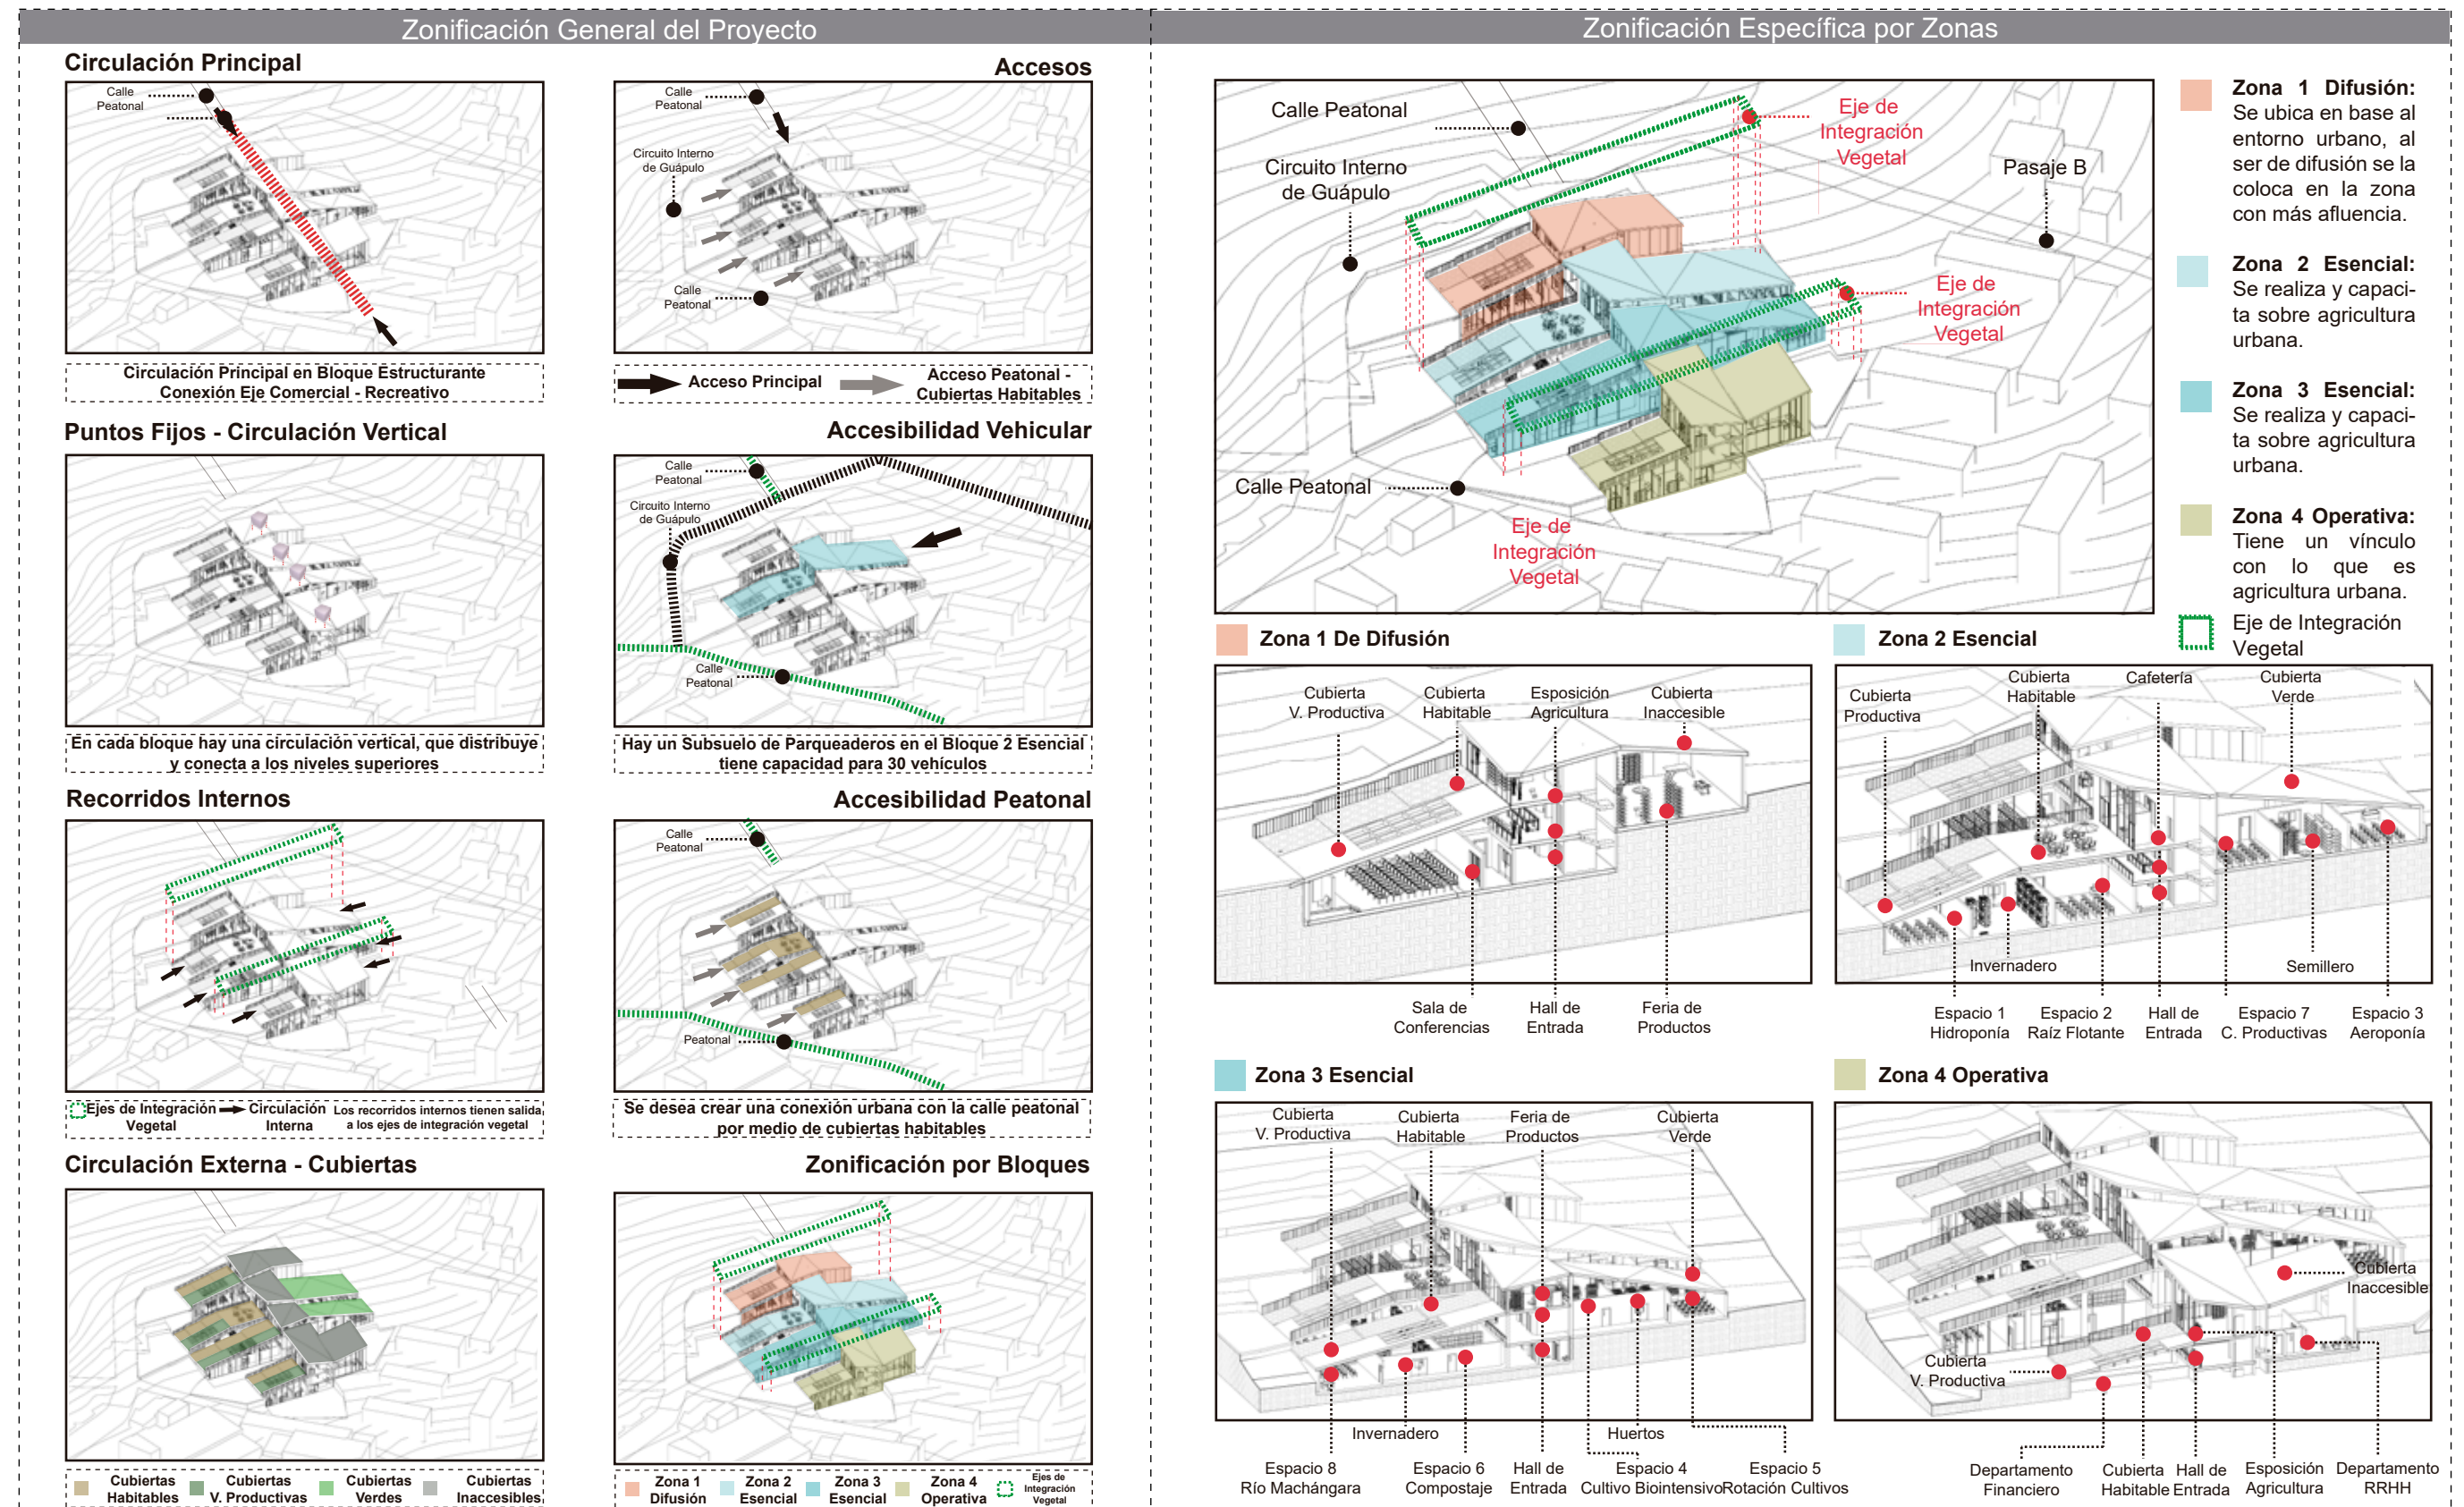 Zonificación General del Proyecto
Circulación Principal
Calle
Peatonal
Circulación Principal en Bloque Estructurante
Conexión Eje Comercial - Recreativo
Accesos
Calle
Peatonal
Circuito Interno
de Guápulo
Calle
Peatonal
Acceso Principal
Acceso Peatonal -
Cubiertas Habitables
Puntos Fijos - Circulación Vertical
En cada bloque hay una circulación vertical, que distribuye
y conecta a los niveles superiores
Accesibilidad Vehicular
Calle
Peatonal
Circuito Interno
de Guápulo
Calle
Peatonal
Hay un Subsuelo de Parqueaderos en el Bloque 2 Esencial
tiene capacidad para 30 vehículos
Recorridos Internos
Ejes de Integración
Vegetal
Circulación
Interna
Los recorridos internos tienen salida
a los ejes de integración vegetal
Accesibilidad Peatonal
Calle
Peatonal
Peatonal
Se desea crear una conexión urbana con la calle peatonal
por medio de cubiertas habitables
Circulación Externa - Cubiertas
Cubiertas
Habitables
Cubiertas
V. Productivas
Cubiertas
Verdes
Cubiertas
Inaccesibles
Zonificación por Bloques
Zona 1
Difusión
Zona 2
Esencial
Zona 3
Esencial
Zona 4
Operativa
Ejes de
Integración
Vegetal
Zonificación Específica por Zonas
Calle Peatonal
Circuito Interno
de Guápulo
Eje de
Integración
Vegetal
Pasaje B
Eje de
Integración
Vegetal
Calle Peatonal
Eje de
Integración
Vegetal
Zona 1 Difusión:
Se ubica en base al
entorno urbano, al
ser de difusión se la
coloca en la zona
con más afluencia.
Zona 2 Esencial:
Se realiza y capaci-
ta sobre agricultura
urbana.
Zona 3 Esencial:
Se realiza y capaci-
ta sobre agricultura
urbana.
Zona 4 Operativa:
Tiene un vínculo
con lo que es
agricultura urbana.
Eje de Integración
Vegetal
Zona 1 De Difusión
Cubierta
V. Productiva
Cubierta
Habitable
Esposición
Agricultura
Cubierta
Inaccesible
Sala de
Conferencias
Hall de
Entrada
Feria de
Productos
Zona 2 Esencial
Cubierta
Productiva
Cubierta
Habitable
Cafetería
Cubierta
Verde
Invernadero
Semillero
Espacio 1
Hidroponía
Espacio 2
Raíz Flotante
Hall de
Entrada
Espacio 7
C. Productivas
Espacio 3
Aeroponía
Zona 3 Esencial
Cubierta
V. Productiva
Cubierta
Habitable
Feria de
Productos
Cubierta
Verde
Invernadero
Huertos
Espacio 8
Río Machángara
Espacio 6
Compostaje
Hall de
Entrada
Espacio 4
Cultivo Biointensivo
Espacio 5
Rotación Cultivos
Zona 4 Operativa
Cubierta
Inaccesible
Cubierta
V. Productiva
Departamento
Financiero
Cubierta
Habitable
Hall de
Entrada
Esposición
Agricultura
Departamento
RRHH